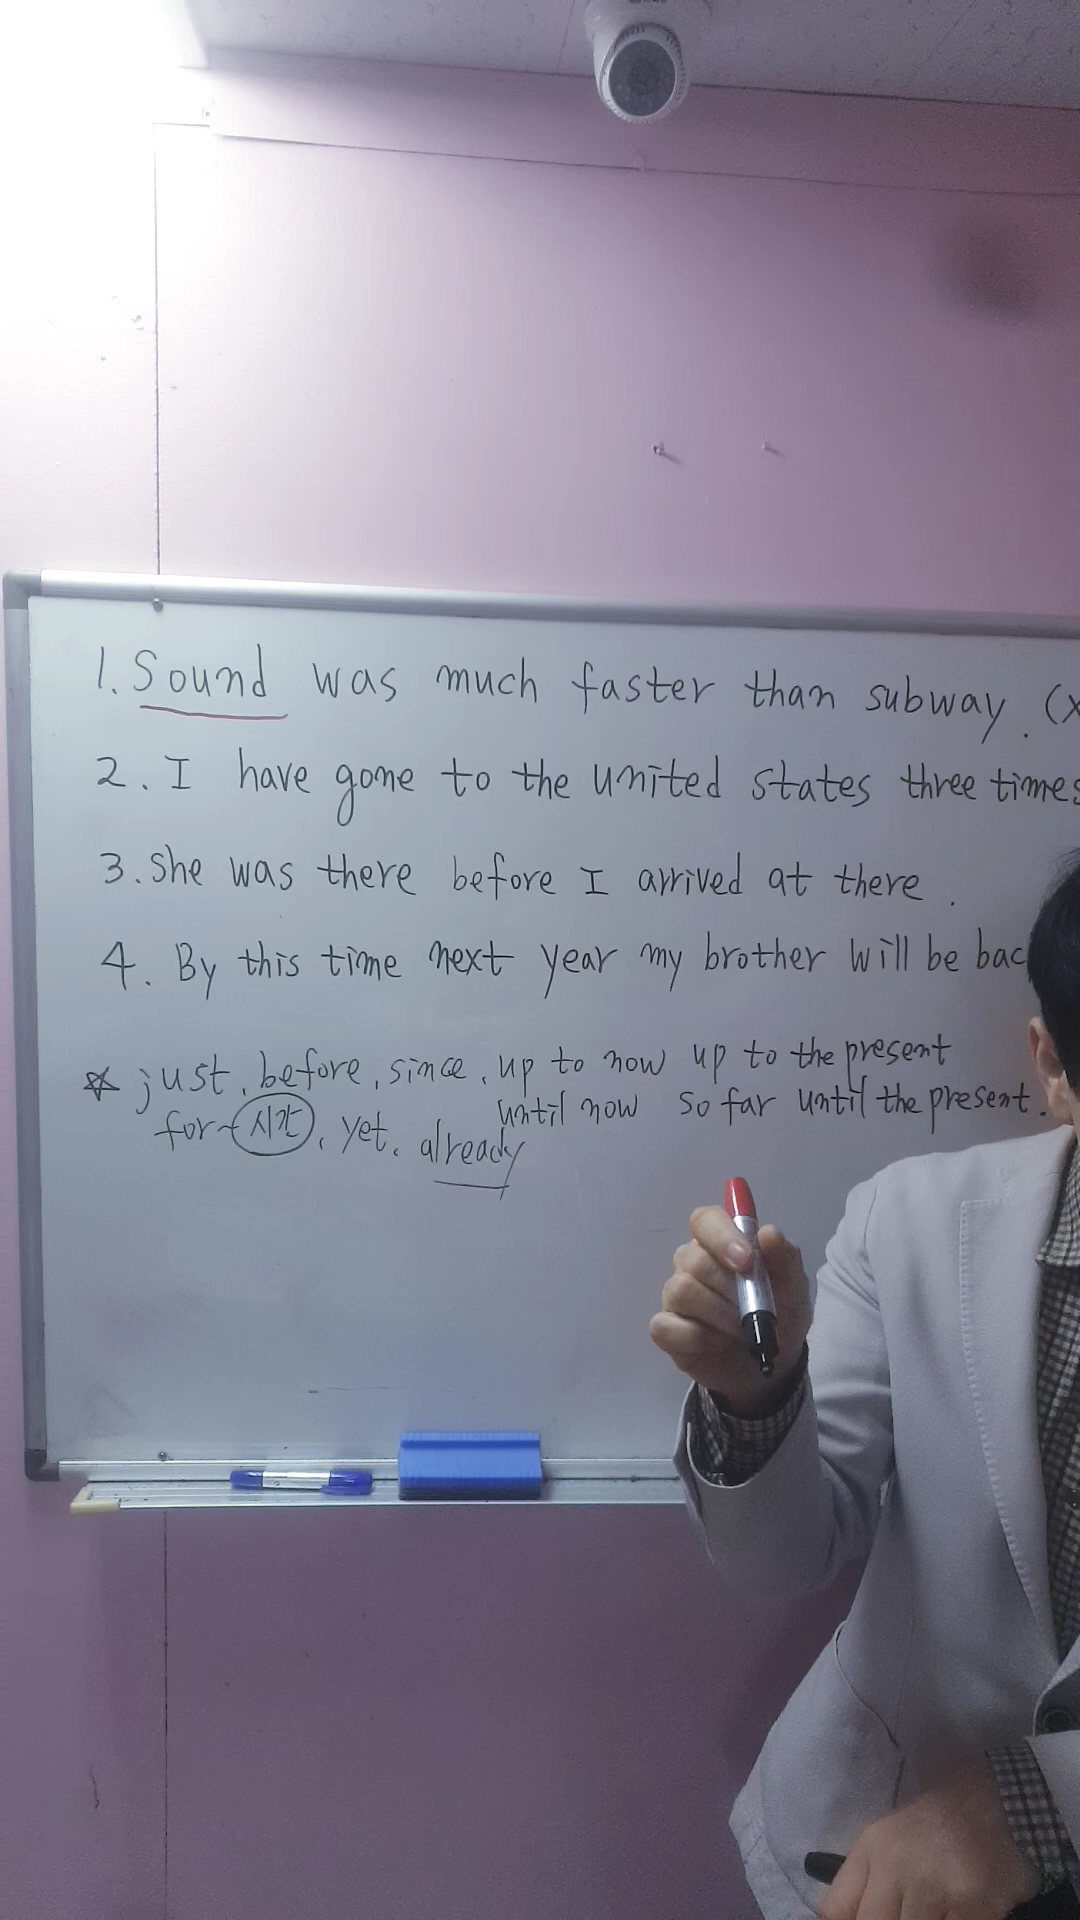 1. Sound was much faster than subway. (x
2. I have gone to the united states three times
3. she was there before I arrived at there.
4. By this time next year my brother will be bac
☆ just, before, since, up to now up to the present
until now so far until the present.
for~시간, yet, already